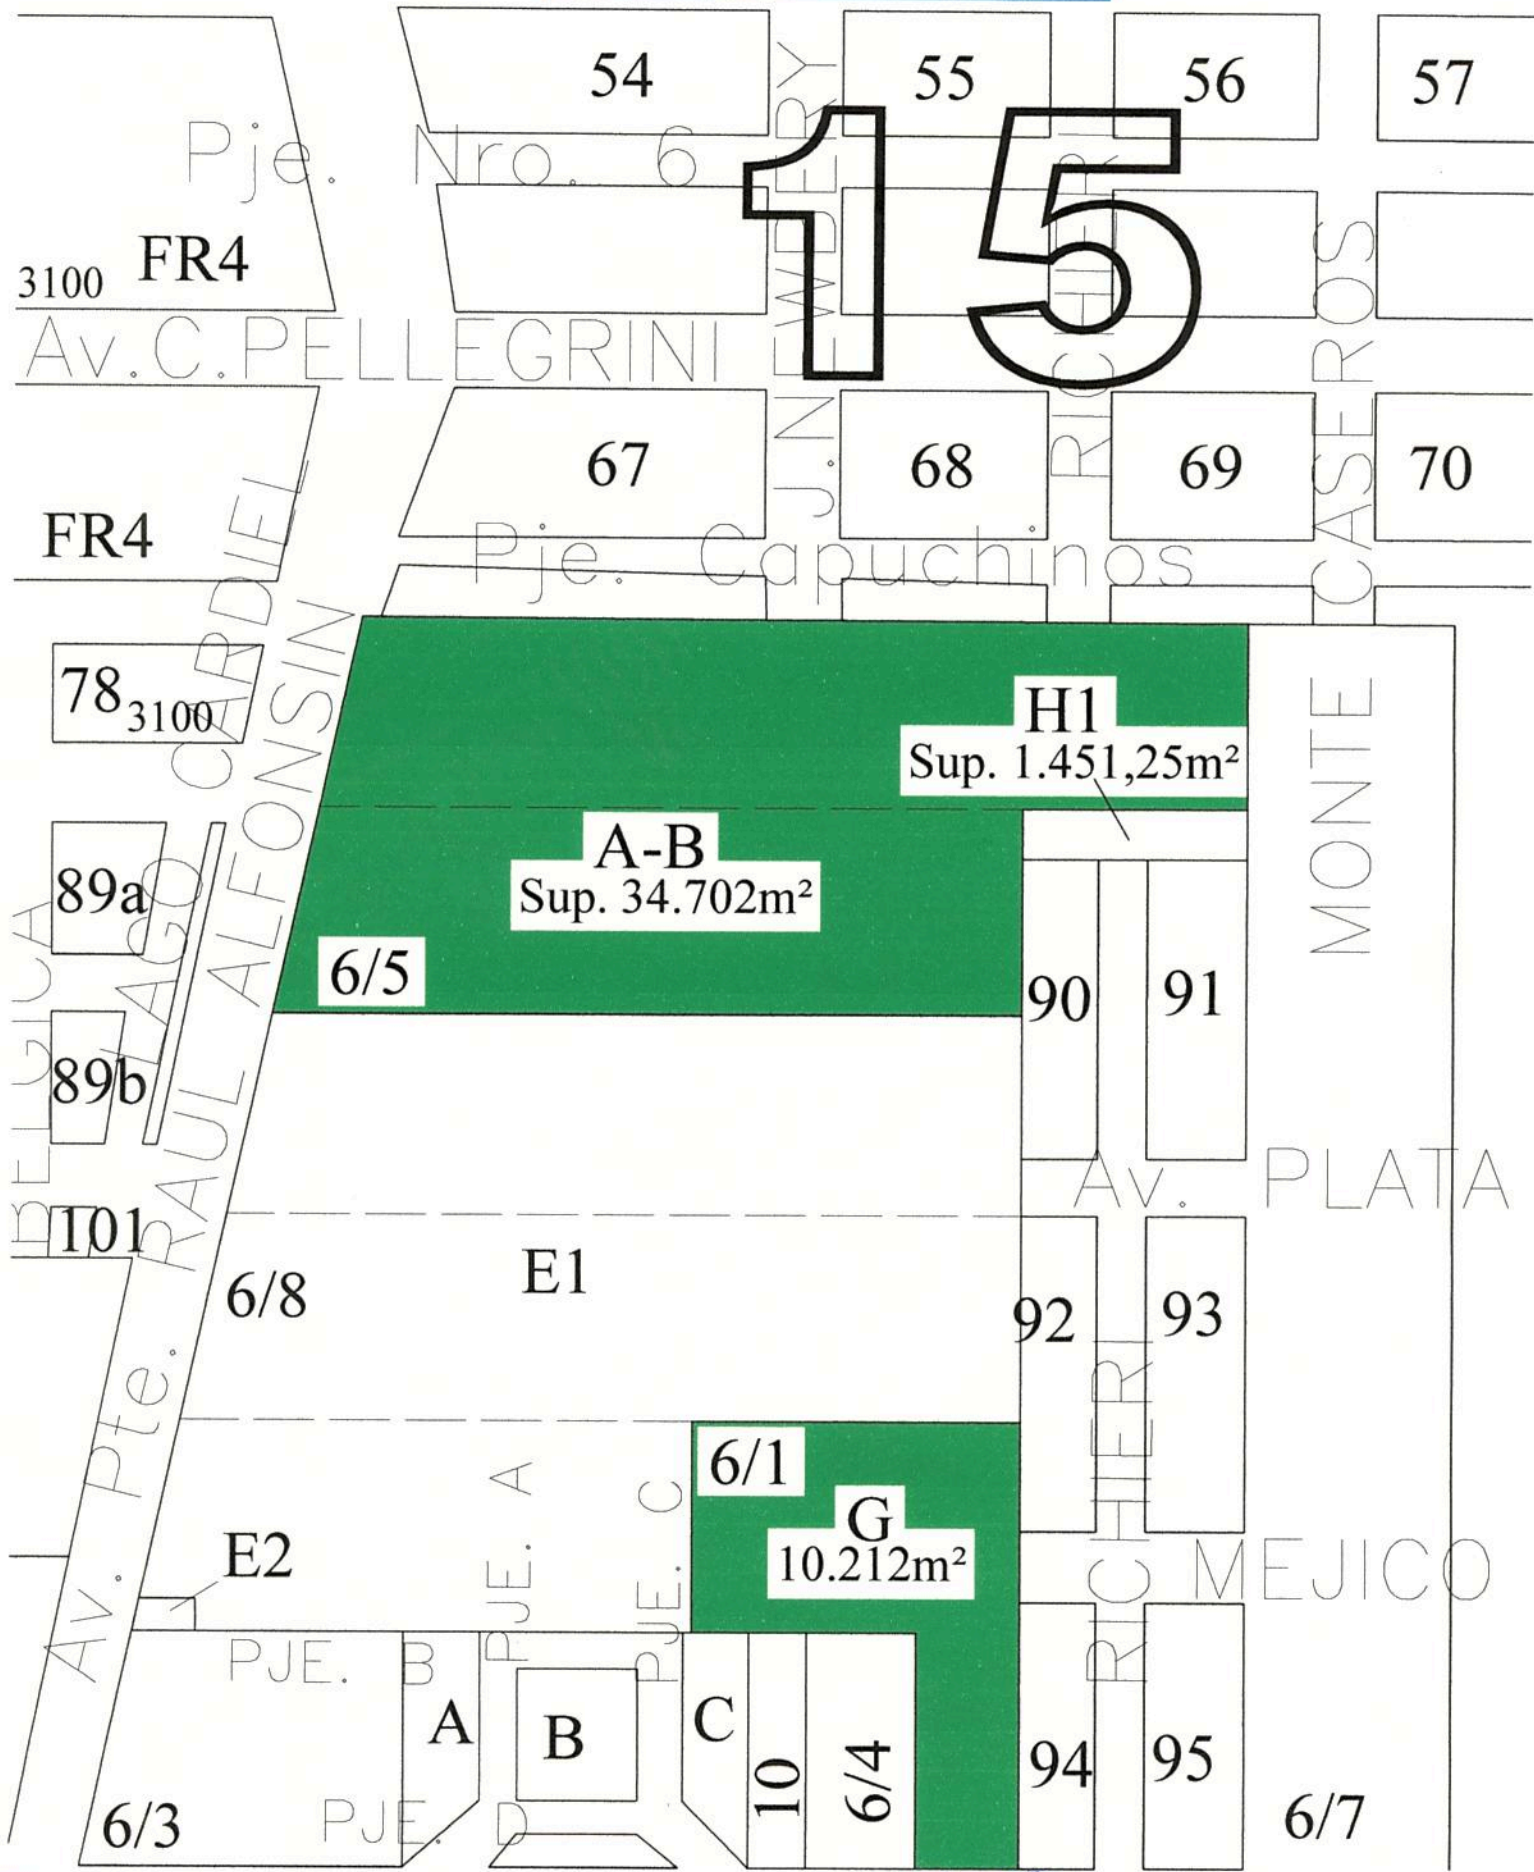 54
55
56
57
15
Pje. Nro. 6
FR4
3100
Av.C.PELLEGRINI
J.NEWBERY
RICHIERI
CASEROS
67
68
69
70
FR4
Pje. Capuchinos
78
3100
LAGO CARDIEL
Av. Pte. RAUL ALFONSIN
H1
Sup. 1.451,25m²
MONTE
A-B
Sup. 34.702m²
89a
6/5
90
91
BELGICA
89b
Av. PLATA
101
E1
6/8
92
93
6/1
G
10.212m²
PJE. A
PJE. C
RICHIERI
E2
MEJICO
PJE. B
A
B
C
10
6/4
94
95
6/3
PJE. D
6/7